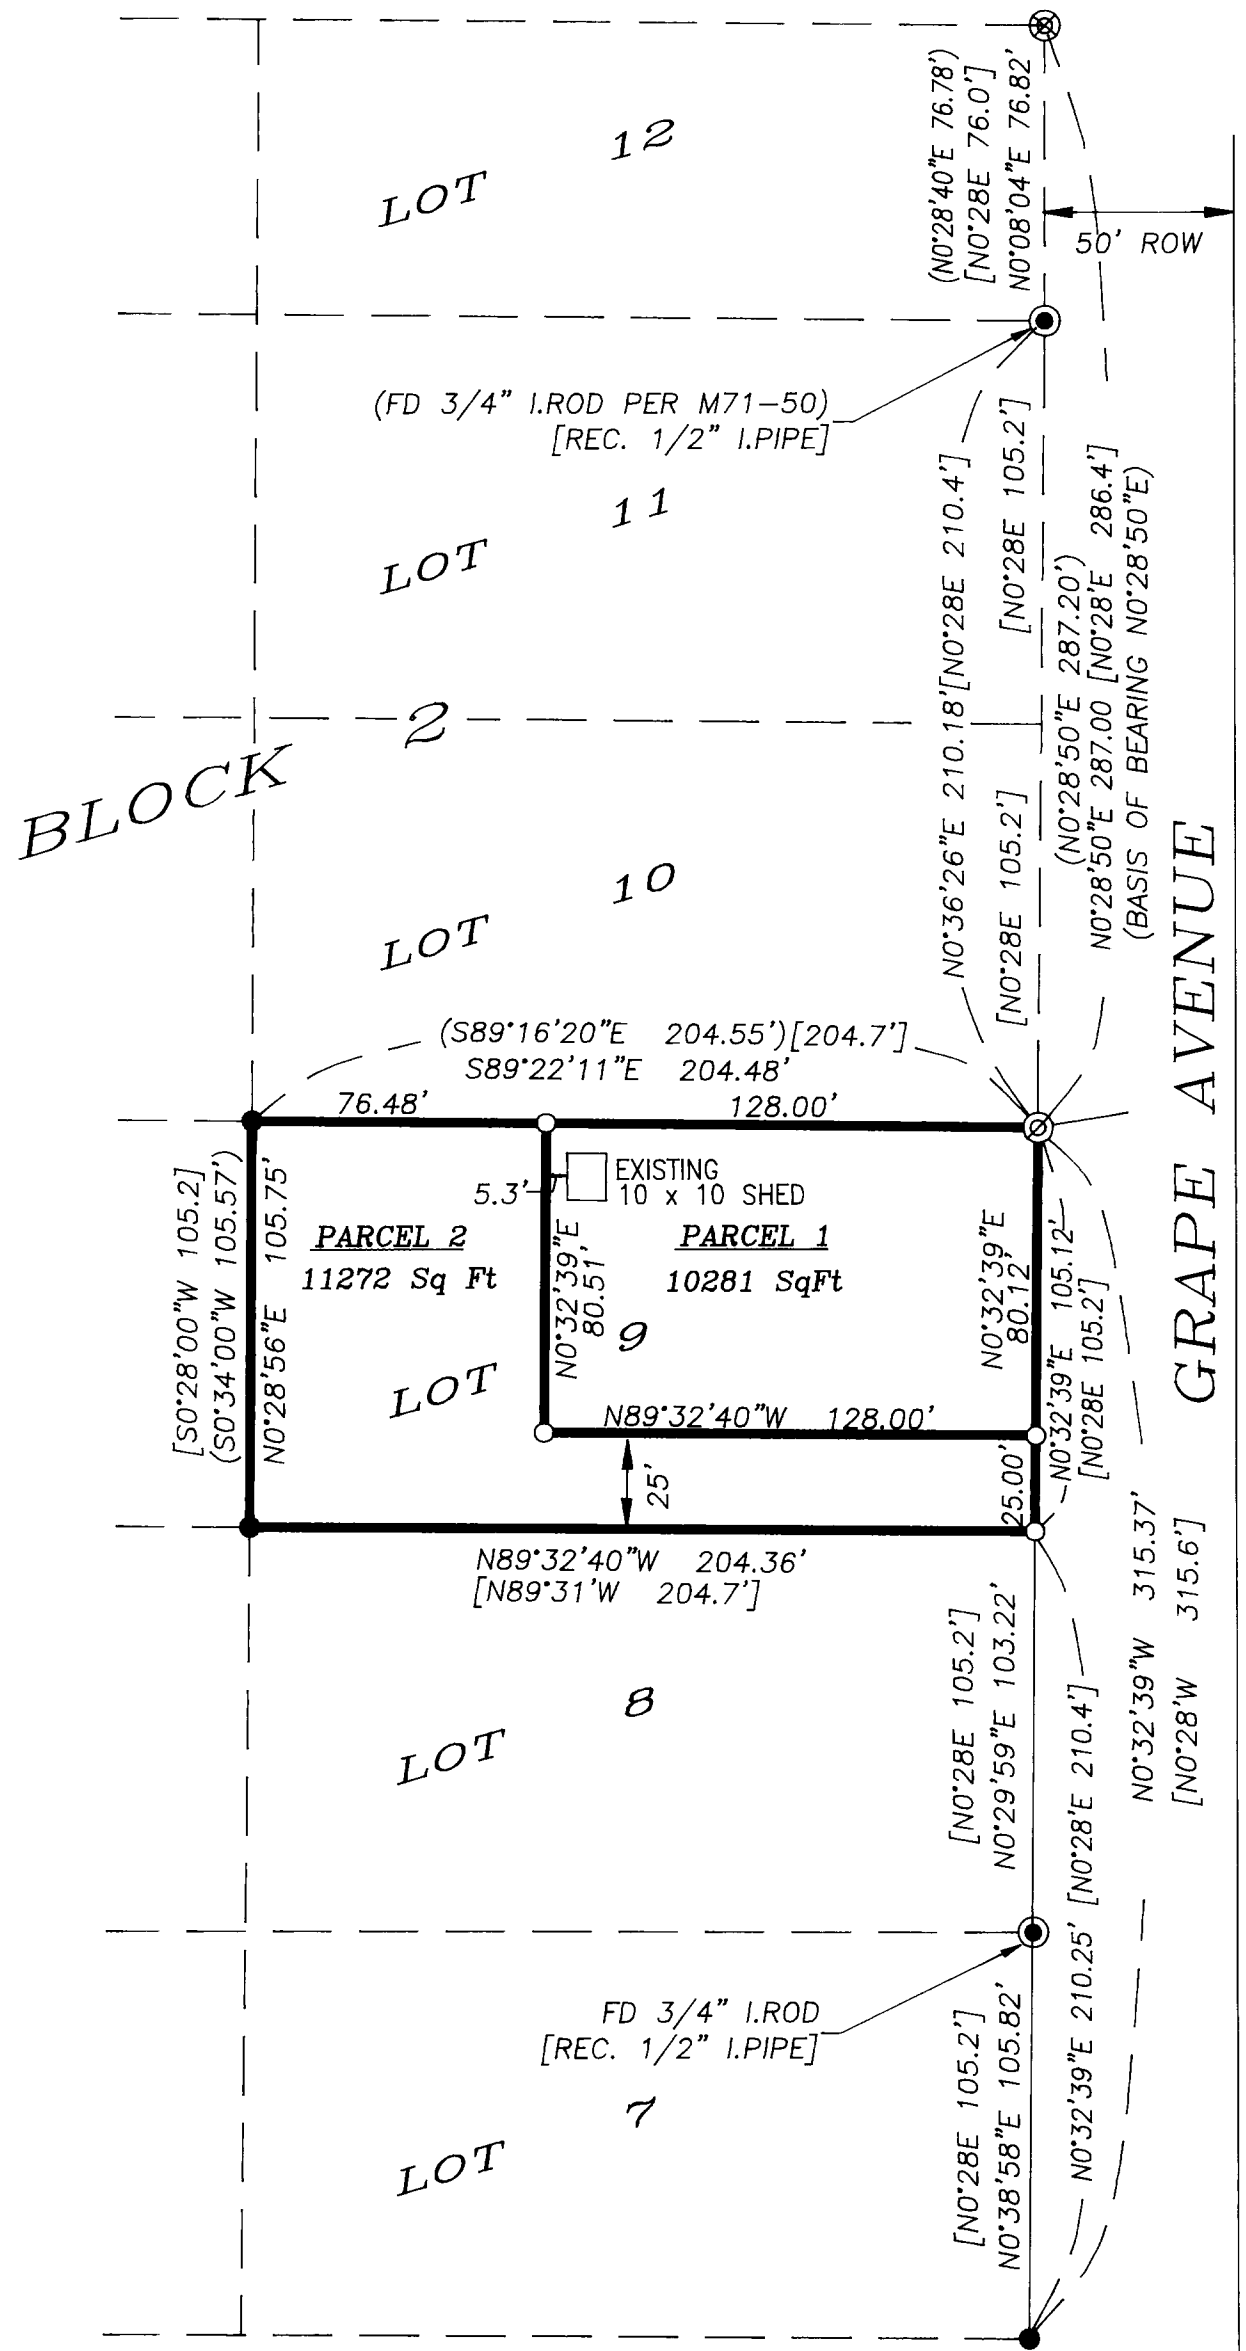 (N0°28'40"E 76.78')
[N0°28E 76.0']
N0°08'04"E 76.82'
12
LOT
50' ROW
(FD 3/4" I.ROD PER M71-50)
[REC. 1/2" I.PIPE]
11
LOT
N0°36'26"E 210.18'[N0°28E 210.4']
[N0°28E 105.2']
(N0°28'50"E 287.20')
N0°28'50"E 287.00 [N0°28'E 286.4']
(BASIS OF BEARING N0°28'50"E)
BLOCK 2
10
LOT
[N0°28E 105.2']
GRAPE AVENUE
(S89°16'20"E 204.55')[204.7']
S89°22'11"E 204.48'
76.48'
128.00'
5.3'
EXISTING
10 x 10 SHED
[S0°28'00"W 105.2]
(S0°34'00"W 105.57')
N0°28'56"E 105.75'
PARCEL 2
11272 Sq Ft
N0°32'39"E
80.51'
PARCEL 1
10281 SqFt
N0°32'39"E
80.12'
N0°32'39"E 105.12'
[N0°28E 105.2']
9
LOT
N89°32'40"W 128.00'
25'
25.00'
N89°32'40"W 204.36'
[N89°31'W 204.7']
N0°32'39"W 315.37'
[N0°28'W 315.6']
[N0°28E 105.2']
N0°29'59"E 103.22'
8
LOT
N0°32'39"E 210.25' [N0°28'E 210.4']
FD 3/4" I.ROD
[REC. 1/2" I.PIPE]
[N0°28E 105.2']
N0°38'58"E 105.82'
7
LOT